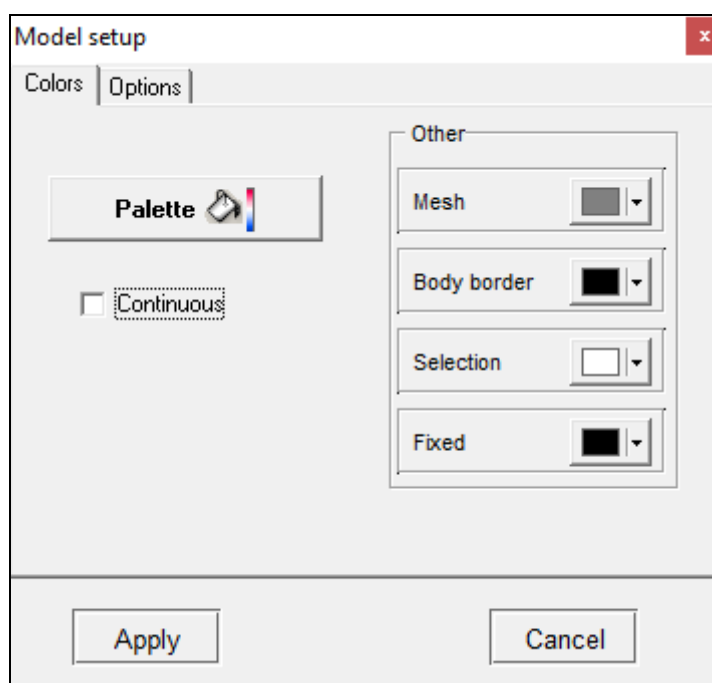 Model setup
x
Colors
Options
Palette
Continuous
Other
Mesh
Body border
Selection
Fixed
Apply
Cancel